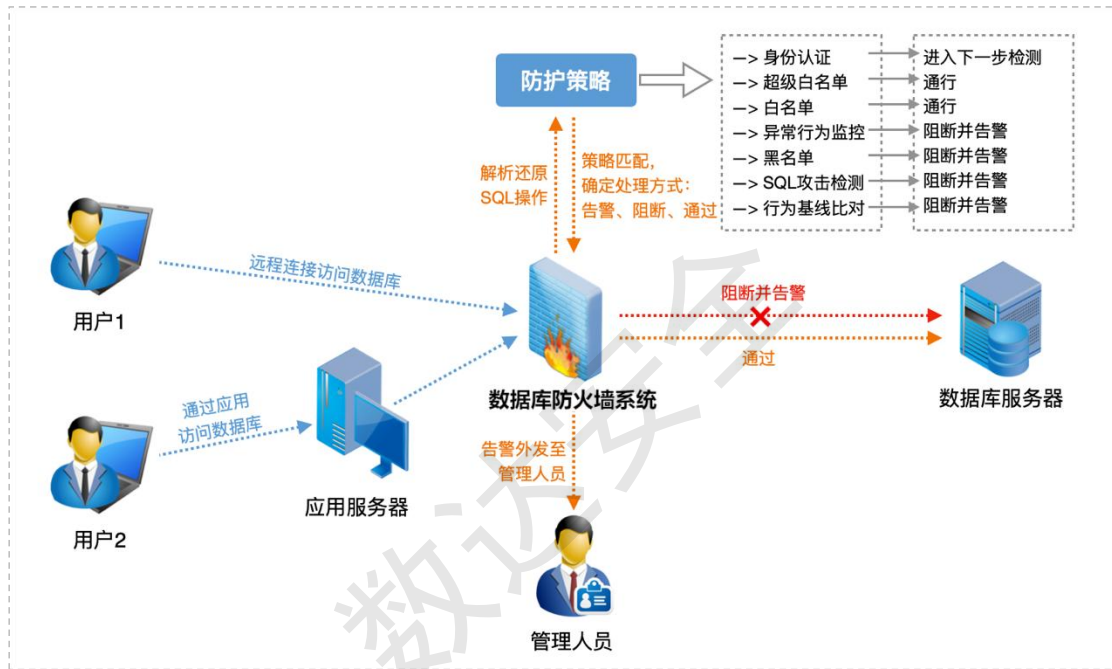 防护策略
—> 身份认证
—> 超级白名单
—> 白名单
—> 异常行为监控
—> 黑名单
—> SQL攻击检测
—> 行为基线比对
进入下一步检测
通行
通行
阻断并告警
阻断并告警
阻断并告警
阻断并告警
解析还原
SQL操作
策略匹配，
确定处理方式：
告警、阻断、通过
远程连接访问数据库
用户1
阻断并告警
通过
数据库防火墙系统
数据库服务器
通过应用
访问数据库
应用服务器
用户2
告警外发至
管理人员
管理人员
数达安全